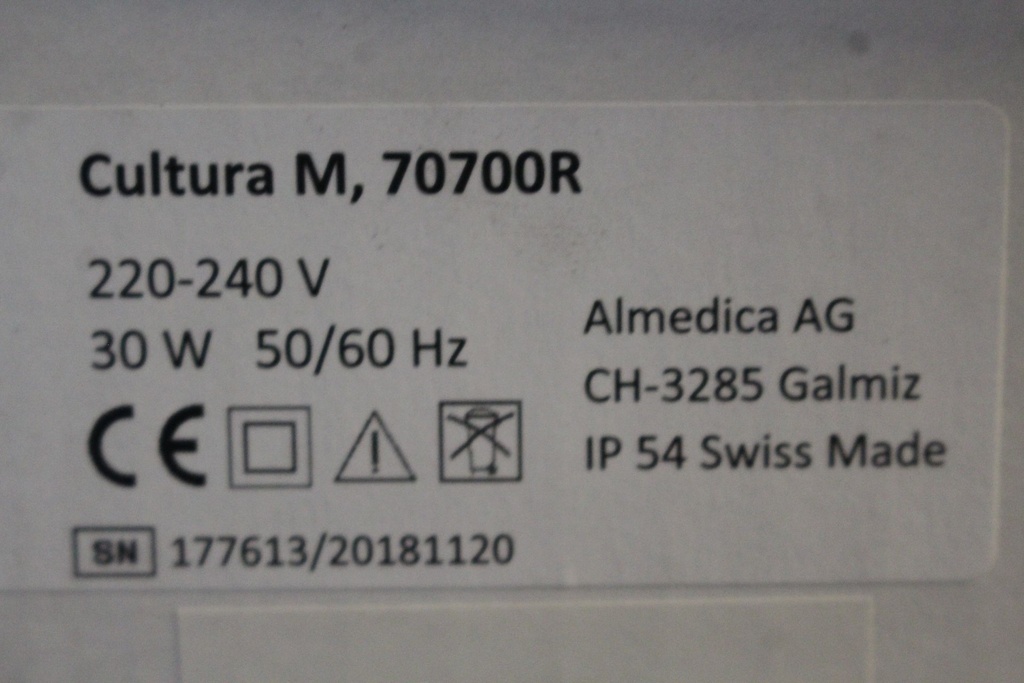 Cultura M, 70700R
220-240 V
30 W 50/60 Hz
CE
SN 177613/20181120
Almedica AG
CH-3285 Galmiz
IP 54 Swiss Made